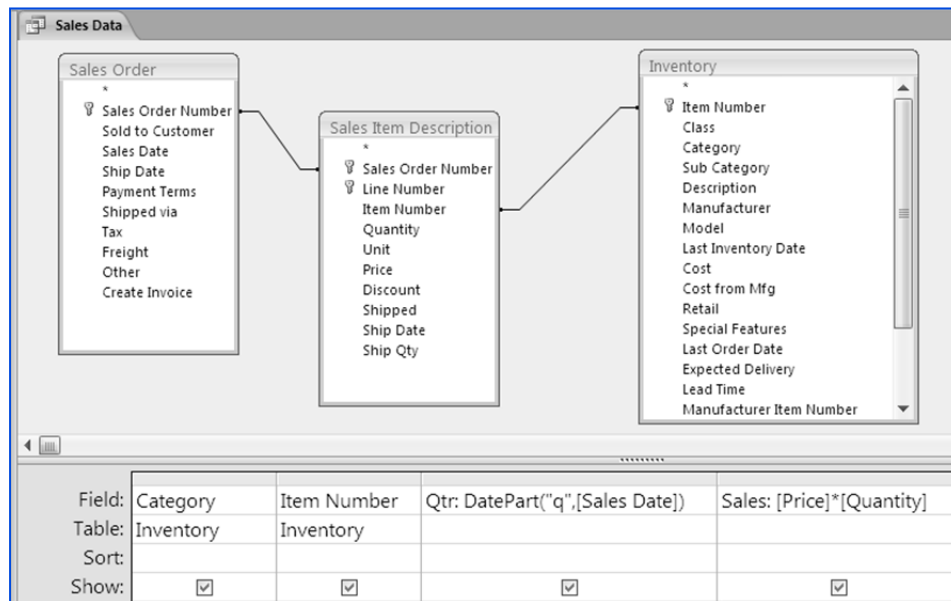 Sales Data
Sales Order
*
Sales Order Number
Sold to Customer
Sales Date
Ship Date
Payment Terms
Shipped via
Tax
Freight
Other
Create Invoice
Sales Item Description
*
Sales Order Number
Line Number
Item Number
Quantity
Unit
Price
Discount
Shipped
Ship Date
Ship Qty
Inventory
*
Item Number
Class
Category
Sub Category
Description
Manufacturer
Model
Last Inventory Date
Cost
Cost from Mfg
Retail
Special Features
Last Order Date
Expected Delivery
Lead Time
Manufacturer Item Number
Field: Category Item Number Qtr: DatePart("q",[Sales Date]) Sales: [Price]*[Quantity]
Table: Inventory Inventory
Sort:
Show: